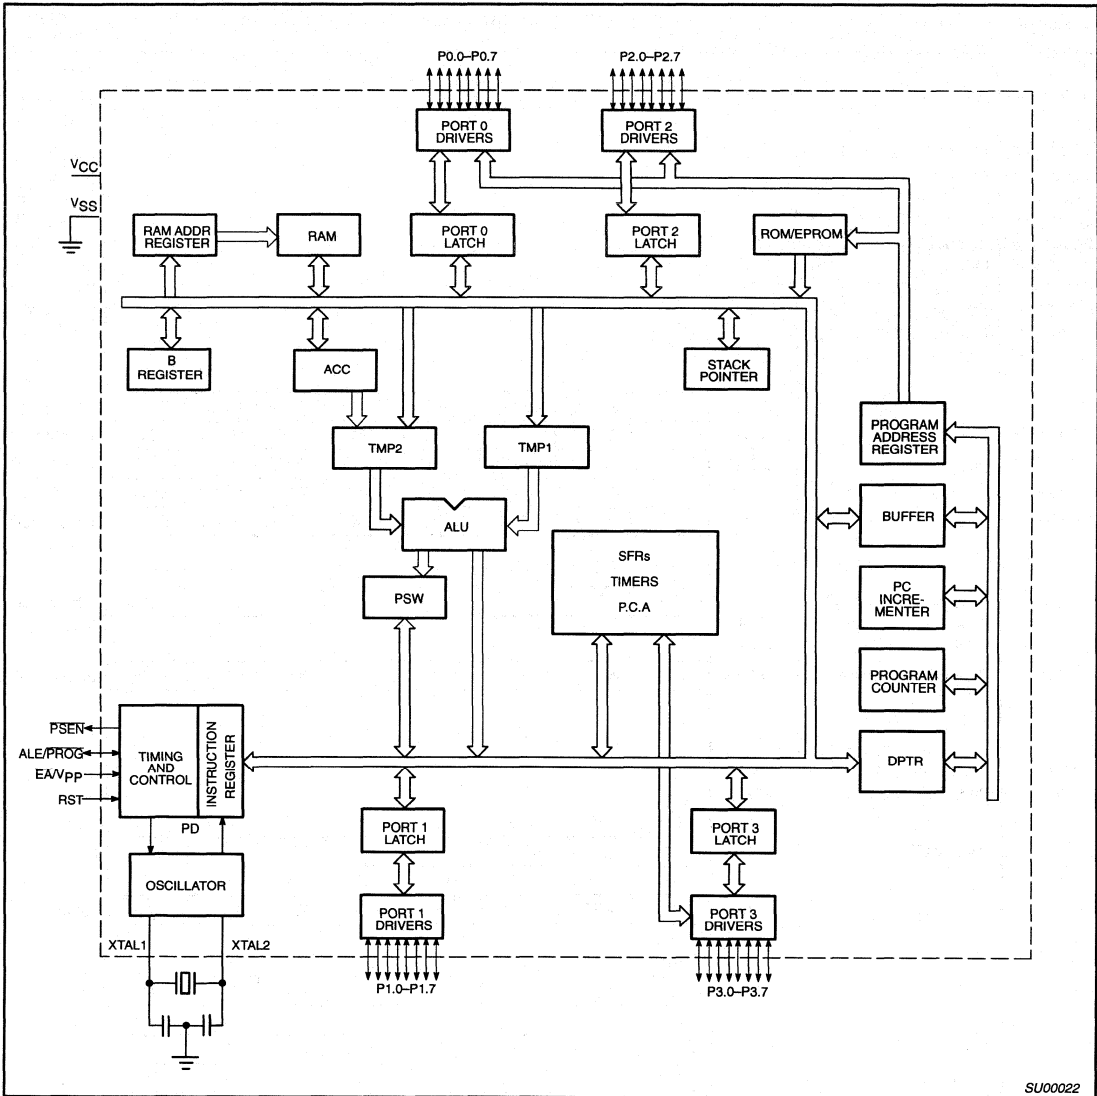 P0.0–P0.7
P2.0–P2.7
PORT 0
DRIVERS
PORT 2
DRIVERS
VCC
VSS
RAM ADDR
REGISTER
RAM
PORT 0
LATCH
PORT 2
LATCH
ROM/EPROM
B
REGISTER
ACC
STACK
POINTER
PROGRAM
ADDRESS
REGISTER
TMP2
TMP1
ALU
BUFFER
SFRs
TIMERS
P.C.A
PSW
PC
INCRE-
MENTER
PROGRAM
COUNTER
PSEN
ALE/PROG
EA/VPP
RST
TIMING
AND
CONTROL
INSTRUCTION
REGISTER
DPTR
PD
PORT 1
LATCH
PORT 3
LATCH
OSCILLATOR
PORT 1
DRIVERS
PORT 3
DRIVERS
XTAL1
XTAL2
P1.0–P1.7
P3.0–P3.7
SU00022